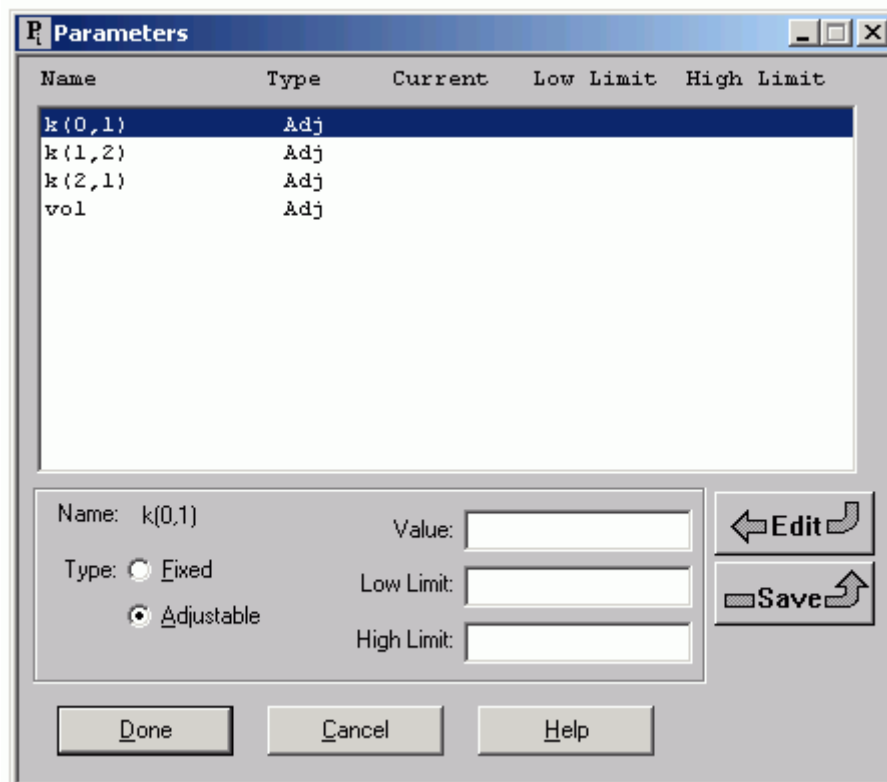 Pi Parameters
Name Type Current Low Limit High Limit
k(0,1) Adj
k(1,2) Adj
k(2,1) Adj
vol Adj
Name: k(0,1)
Value:
Edit
Type: Fixed
Low Limit:
Save
Adjustable
High Limit:
Done Cancel Help